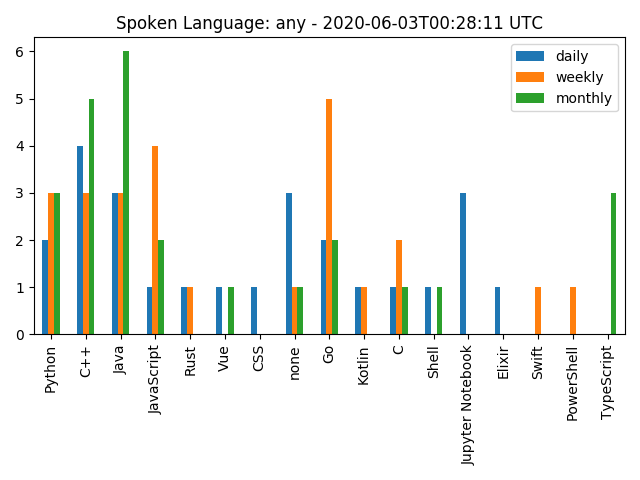 Spoken Language: any - 2020-06-03T00:28:11 UTC
daily
weekly
monthly
6
5
4
3
2
1
0
Python
C++
Java
JavaScript
Rust
Vue
CSS
none
Go
Kotlin
C
Shell
Jupyter Notebook
Elixir
Swift
PowerShell
TypeScript